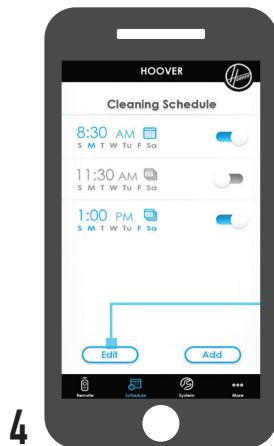 HOOVER
Hoover
Cleaning Schedule
8:30 AM
S M T W Tu F Sa
11:30 AM
S M T W Tu F Sa
1:00 PM
S M T W Tu F Sa
Edit Add
Remote Schedule System More
4